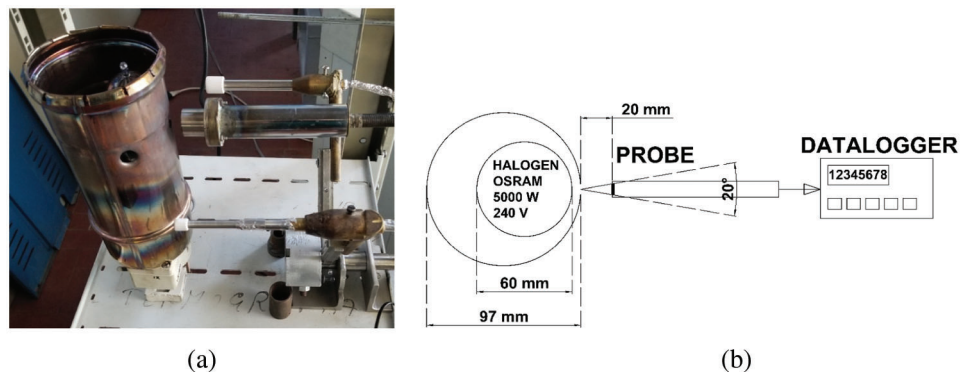 20 mm
PROBE
DATALOGGER
HALOGEN
OSRAM
5000 W
240 V
20°
12345678
60 mm
97 mm
(a)
(b)